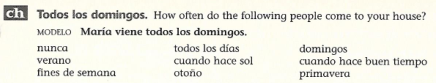 ch Todos los domingos. How often do the following people come to your house?
MODELO María viene todos los domingos.
nunca todos los días domingos
verano cuando hace sol cuando hace buen tiempo
fines de semana otoño primavera